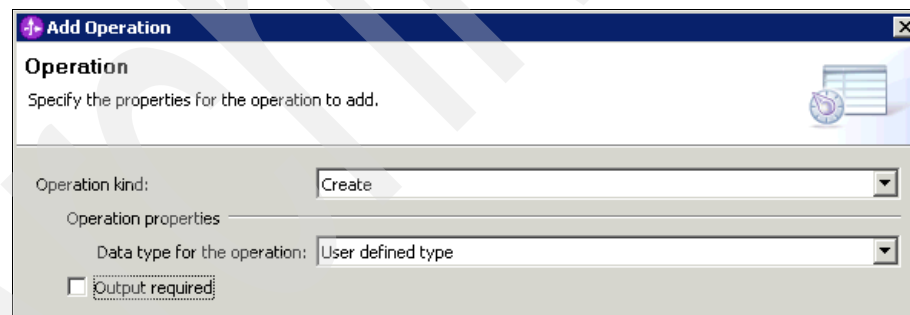 Add Operation
Operation
Specify the properties for the operation to add.
Operation kind: Create
Operation properties
Data type for the operation: User defined type
Output required